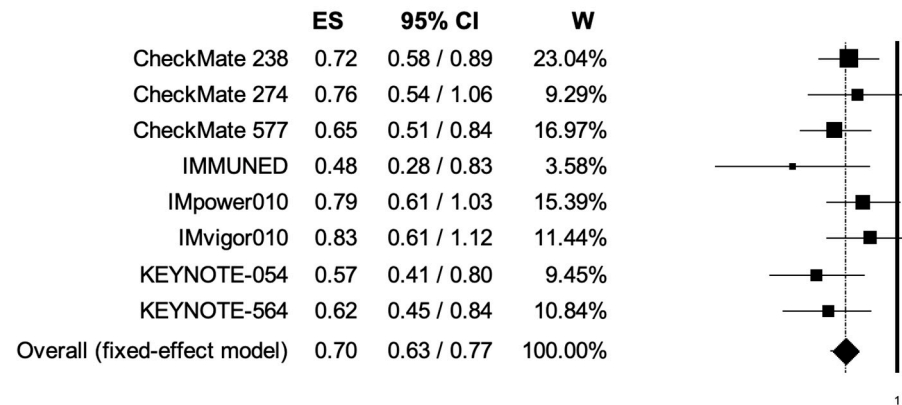 ES 95% CI W
CheckMate 238 0.72 0.58 / 0.89 23.04%
CheckMate 274 0.76 0.54 / 1.06 9.29%
CheckMate 577 0.65 0.51 / 0.84 16.97%
IMMUNED 0.48 0.28 / 0.83 3.58%
IMpower010 0.79 0.61 / 1.03 15.39%
IMvigor010 0.83 0.61 / 1.12 11.44%
KEYNOTE-054 0.57 0.41 / 0.80 9.45%
KEYNOTE-564 0.62 0.45 / 0.84 10.84%
Overall (fixed-effect model) 0.70 0.63 / 0.77 100.00%
1